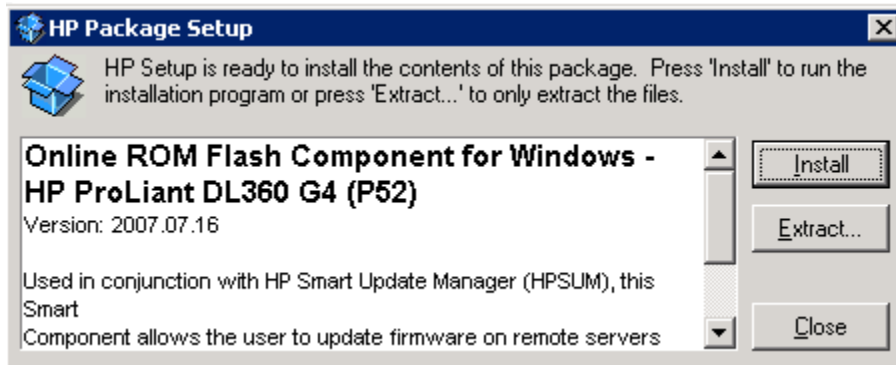 HP Package Setup
HP Setup is ready to install the contents of this package. Press 'Install' to run the
installation program or press 'Extract...' to only extract the files.
Online ROM Flash Component for Windows -
HP ProLiant DL360 G4 (P52)
Version: 2007.07.16
Used in conjunction with HP Smart Update Manager (HPSUM), this
Smart
Component allows the user to update firmware on remote servers
Install
Extract...
Close